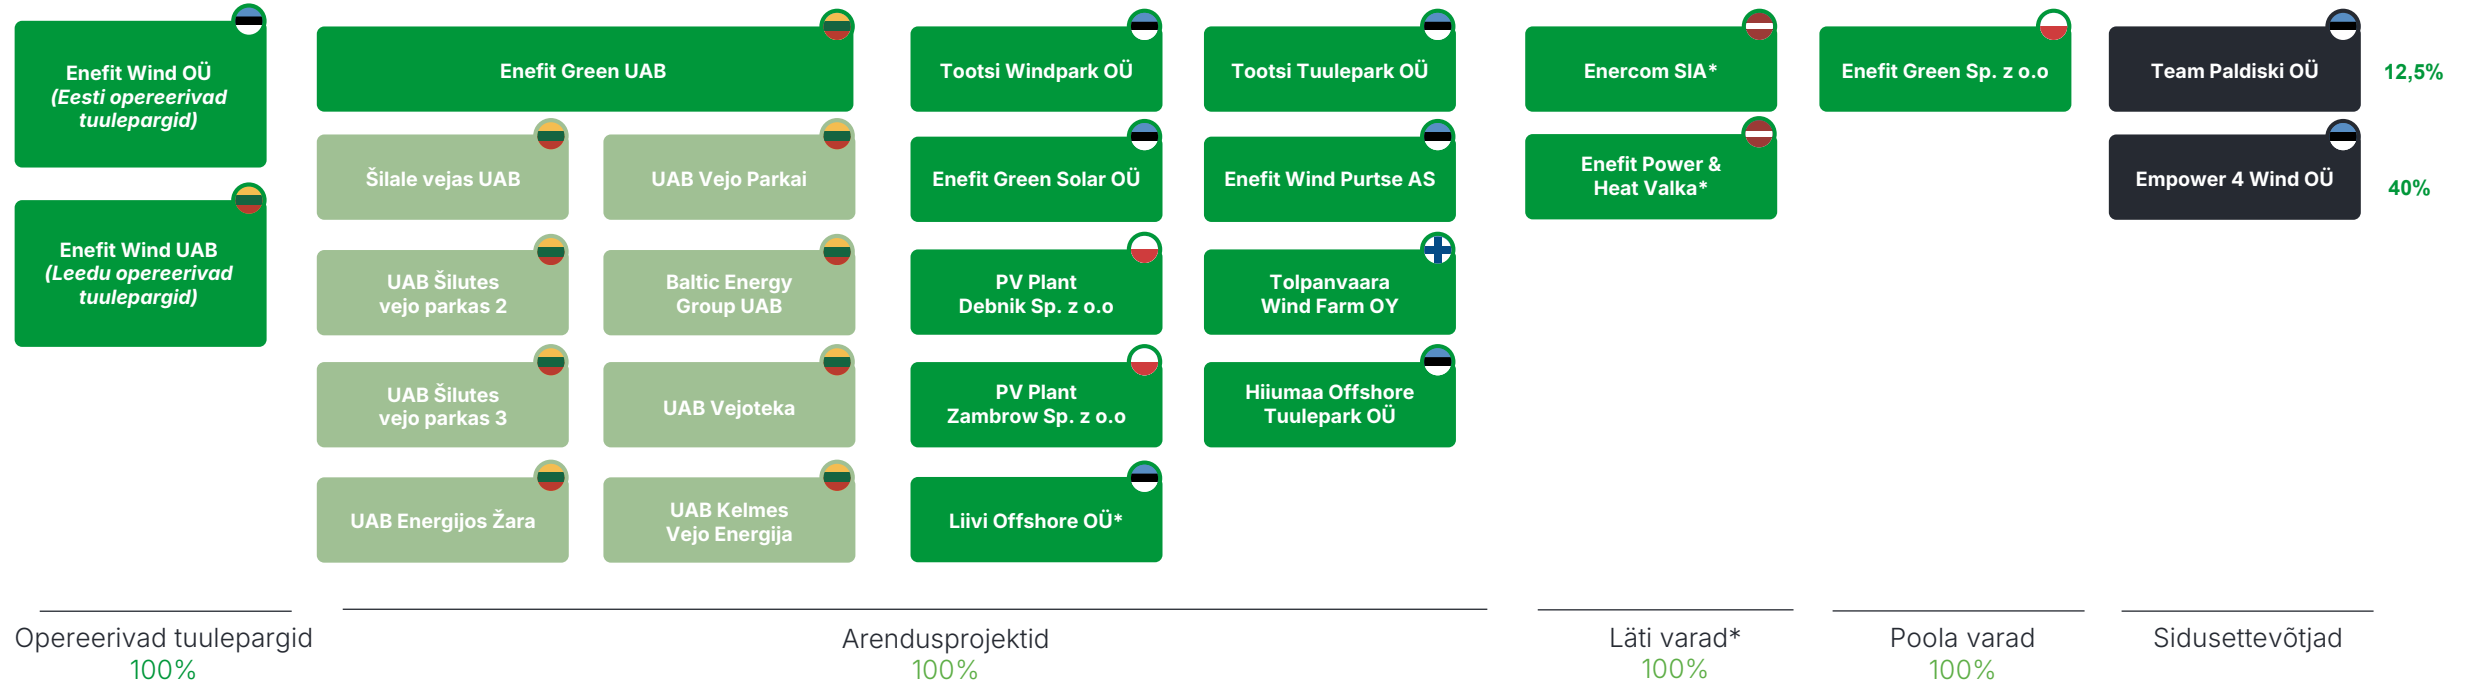 Enefit Wind OÜ
(Eesti opereerivad
tuulepargid)
Enefit Wind UAB
(Leedu opereerivad
tuulepargid)
Enefit Green UAB
Šilale vejas UAB
UAB Vejo Parkai
UAB Šilutes
vejo parkas 2
Baltic Energy
Group UAB
UAB Šilutes
vejo parkas 3
UAB Vejoteka
UAB Energijos Žara
UAB Kelmes
Vejo Energija
Tootsi Windpark OÜ
Tootsi Tuulepark OÜ
Enefit Green Solar OÜ
Enefit Wind Purtse AS
PV Plant
Debnik Sp. z o.o
Tolpanvaara
Wind Farm OY
PV Plant
Zambrow Sp. z o.o
Hiiumaa Offshore
Tuulepark OÜ
Liivi Offshore OÜ*
Enercom SIA*
Enefit Power &
Heat Valka*
Enefit Green Sp. z o.o
Team Paldiski OÜ
12,5%
Empower 4 Wind OÜ
40%
Opereerivad tuulepargid
100%
Arendusprojektid
100%
Läti varad*
100%
Poola varad
100%
Sidusettevõtjad